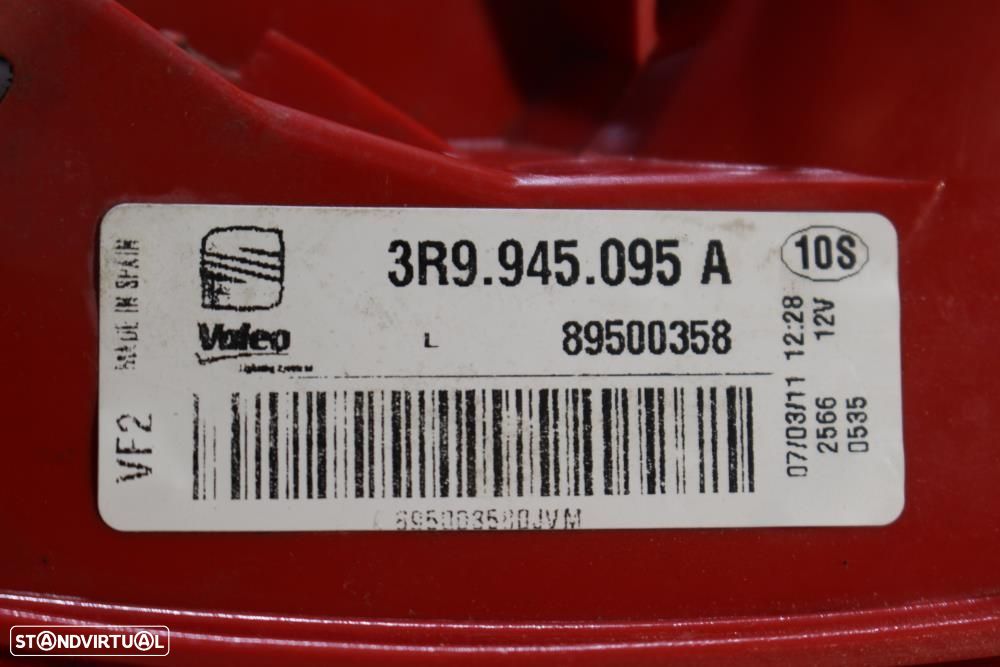 MADE IN SPAIN
VF2
3R9.945.095 A
10S
Valeo
L
89500358
07/03/11 12:28
2566 12V
0535
STANDVIRTUAL